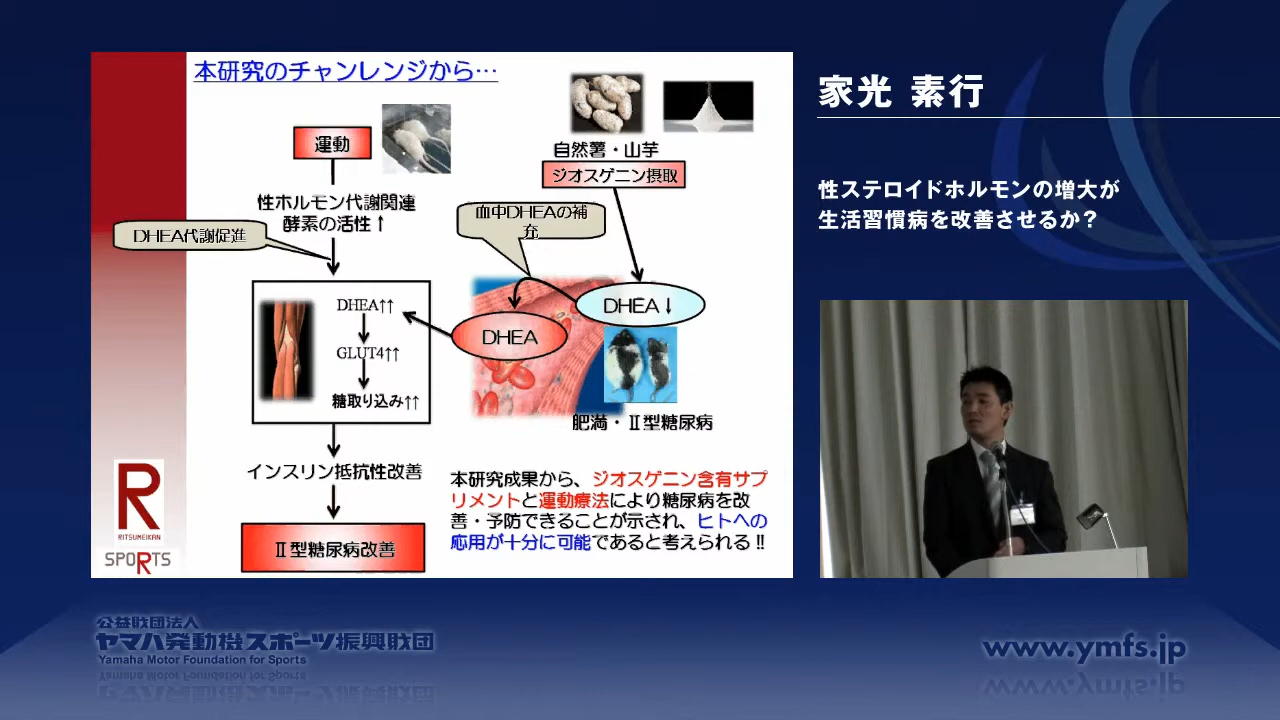 本研究のチャンレンジから…
運動
性ホルモン代謝関連
酵素の活性↑
DHEA代謝促進
DHEA↑↑
GLUT4↑↑
糖取り込み↑↑
インスリン抵抗性改善
Ⅱ型糖尿病改善
自然薯・山芋
ジオスゲニン摂取
血中DHEAの補
充
DHEA↓
DHEA
肥満・Ⅱ型糖尿病
本研究成果から、ジオスゲニン含有サプ
リメントと運動療法により糖尿病を改
善・予防できることが示され、ヒトへの
応用が十分に可能であると考えられる!!
R
RITSUMEIKAN
SPORTS
家光 素行
性ステロイドホルモンの増大が
生活習慣病を改善させるか?
公益財団法人
ヤマハ発動機スポーツ振興財団
Yamaha Motor Foundation for Sports
www.ymfs.jp